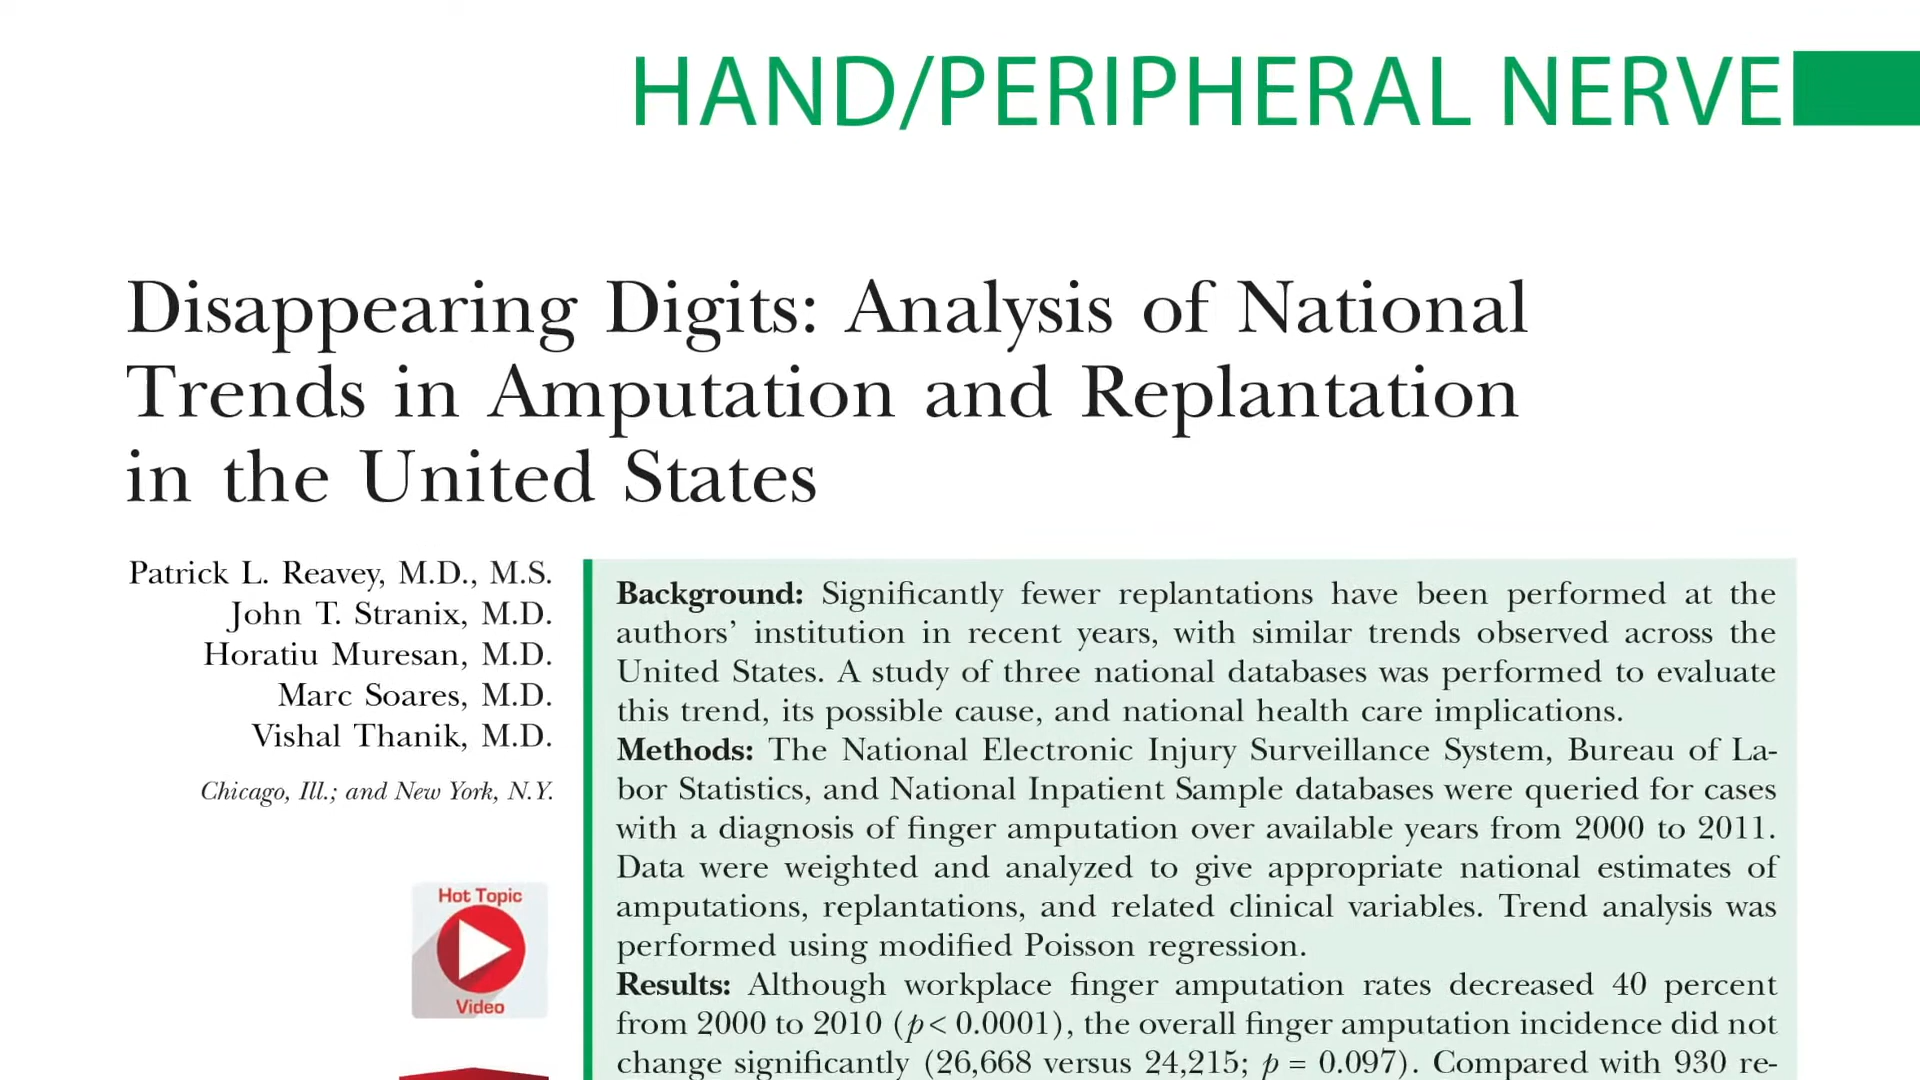 HAND/PERIPHERAL NERVE
Disappearing Digits: Analysis of National
Trends in Amputation and Replantation
in the United States
Patrick L. Reavey, M.D., M.S.
John T. Stranix, M.D.
Horatiu Muresan, M.D.
Marc Soares, M.D.
Vishal Thanik, M.D.
Chicago, Ill.; and New York, N.Y.
Hot Topic
Video
Background: Significantly fewer replantations have been performed at the
authors’ institution in recent years, with similar trends observed across the
United States. A study of three national databases was performed to evaluate
this trend, its possible cause, and national health care implications.
Methods: The National Electronic Injury Surveillance System, Bureau of La-
bor Statistics, and National Inpatient Sample databases were queried for cases
with a diagnosis of finger amputation over available years from 2000 to 2011.
Data were weighted and analyzed to give appropriate national estimates of
amputations, replantations, and related clinical variables. Trend analysis was
performed using modified Poisson regression.
Results: Although workplace finger amputation rates decreased 40 percent
from 2000 to 2010 (p < 0.0001), the overall finger amputation incidence did not
change significantly (26,668 versus 24,215; p = 0.097). Compared with 930 re-